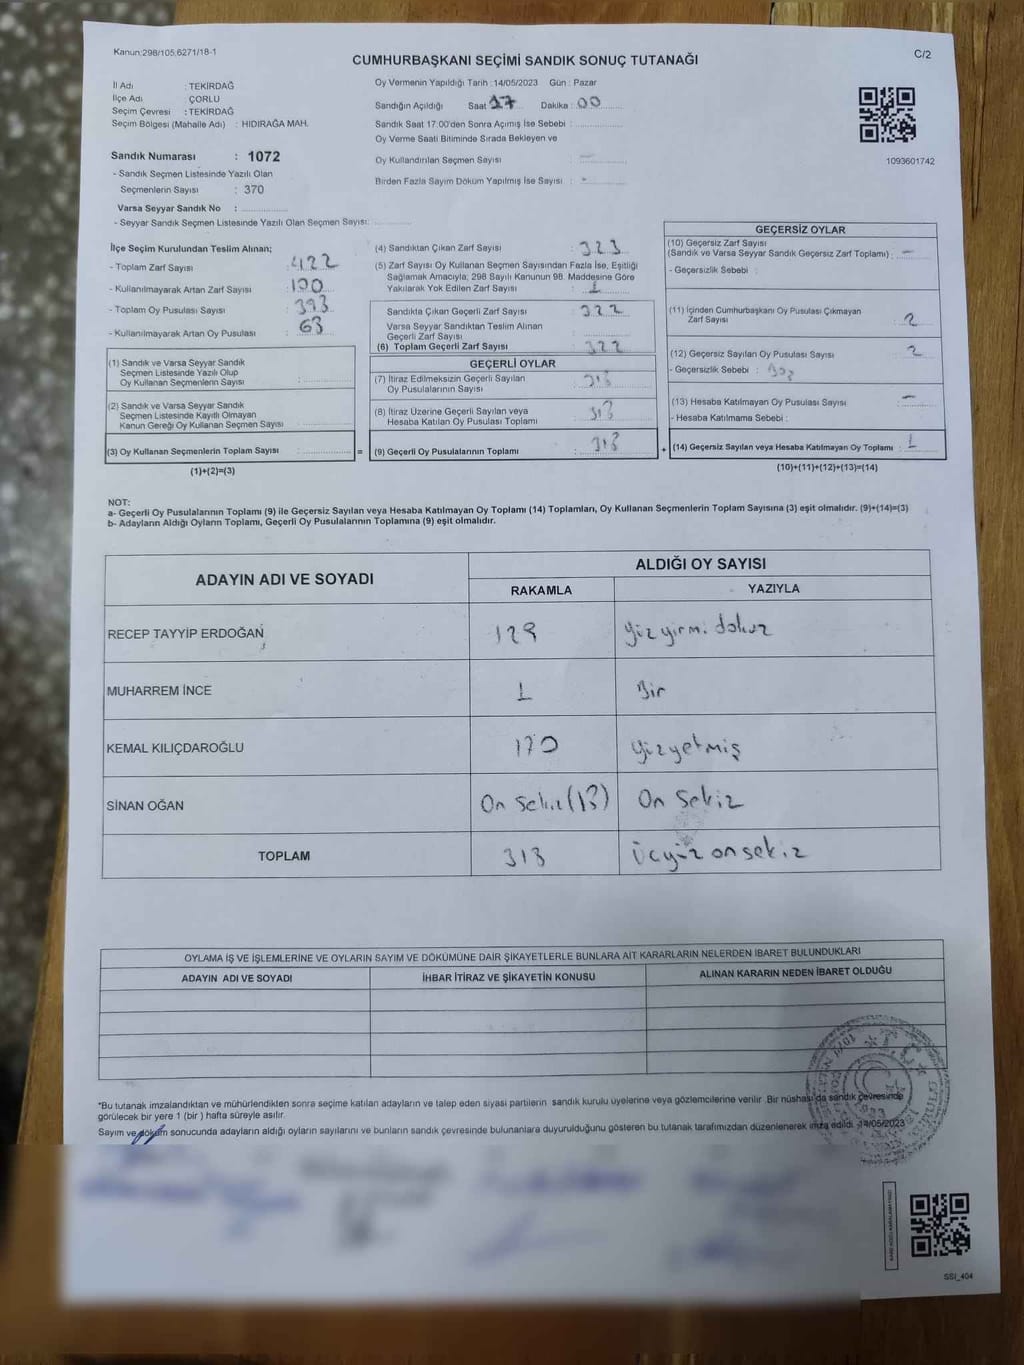 Kanun:298/105,6271/18-1
C/2
CUMHURBAŞKANI SEÇİMİ SANDIK SONUÇ TUTANAĞI
İl Adı : TEKİRDAĞ
İlçe Adı : ÇORLU
Seçim Çevresi : TEKİRDAĞ
Seçim Bölgesi (Mahalle Adı) : HIDIRAĞA MAH.
Sandık Numarası : 1072
- Sandık Seçmen Listesinde Yazılı Olan
Seçmenlerin Sayısı : 370
Varsa Seyyar Sandık No :
- Seyyar Sandık Seçmen Listesinde Yazılı Olan Seçmen Sayısı:
Oy Vermenin Yapıldığı Tarih :14/05/2023 Gün : Pazar
Sandığın Açıldığı Saat 17 Dakika : 00
Sandık Saat 17:00'den Sonra Açımış İse Sebebi :
Oy Verme Saati Bitiminde Sırada Bekleyen ve
Oy Kullandırılan Seçmen Sayısı : —
Birden Fazla Sayım Döküm Yapılmış İse Sayısı : -
1093601742
İlçe Seçim Kurulundan Teslim Alınan;
- Toplam Zarf Sayısı : 422
- Kullanılmayarak Artan Zarf Sayısı : 100
- Toplam Oy Pusulası Sayısı : 393
- Kullanılmayarak Artan Oy Pusulası : 63
(1) Sandık ve Varsa Seyyar Sandık
Seçmen Listesinde Yazılı Olup
Oy Kullanan Seçmenlerin Sayısı :
(2) Sandık ve Varsa Seyyar Sandık
Seçmen Listesinde Kayıtlı Olmayan
Kanun Gereği Oy Kullanan Seçmen Sayısı :
(3) Oy Kullanan Seçmenlerin Toplam Sayısı : =
(1)+(2)=(3)
(4) Sandıktan Çıkan Zarf Sayısı : 323
(5) Zarf Sayısı Oy Kullanan Seçmen Sayısından Fazla İse, Eşitliği
Sağlamak Amacıyla, 298 Sayılı Kanunun 98. Maddesine Göre
Yakılarak Yok Edilen Zarf Sayısı : 1
Sandıkta Çıkan Geçerli Zarf Sayısı : 322
Varsa Seyyar Sandıktan Teslim Alınan
Geçerli Zarf Sayısı :
(6) Toplam Geçerli Zarf Sayısı : 322
GEÇERLİ OYLAR
(7) İtiraz Edilmeksizin Geçerli Sayılan
Oy Pusulalarının Sayısı : 318
(8) İtiraz Üzerine Geçerli Sayılan veya
Hesaba Katılan Oy Pusulası Toplamı : 318
(9) Geçerli Oy Pusulalarının Toplamı : 318 +
GEÇERSİZ OYLAR
(10) Geçersiz Zarf Sayısı
(Sandık ve Varsa Seyyar Sandık Geçersiz Zarf Toplamı) : —
- Geçersizlik Sebebi :
(11) İçinden Cumhurbaşkanı Oy Pusulası Çıkmayan
Zarf Sayısı : 2
(12) Geçersiz Sayılan Oy Pusulası Sayısı : 2
- Geçersizlik Sebebi :
(13) Hesaba Katılmayan Oy Pusulası Sayısı : —
- Hesaba Katılmama Sebebi :
(14) Geçersiz Sayılan veya Hesaba Katılmayan Oy Toplamı : 1
(10)+(11)+(12)+(13)=(14)
NOT:
a- Geçerli Oy Pusulalarının Toplamı (9) ile Geçersiz Sayılan veya Hesaba Katılmayan Oy Toplamı (14) Toplamları, Oy Kullanan Seçmenlerin Toplam Sayısına (3) eşit olmalıdır. (9)+(14)=(3)
b- Adayların Aldığı Oyların Toplamı, Geçerli Oy Pusulalarının Toplamına (9) eşit olmalıdır.
ADAYIN ADI VE SOYADI
ALDIĞI OY SAYISI
RAKAMLA YAZIYLA
RECEP TAYYİP ERDOĞAN 129 yüz yirmi dokuz
MUHARREM İNCE 1 Bir
KEMAL KILIÇDAROĞLU 170 yüzyetmiş
SİNAN OĞAN On sekiz (18) On sekiz
TOPLAM 318 üçyüz onsekiz
OYLAMA İŞ VE İŞLEMLERİNE VE OYLARIN SAYIM VE DÖKÜMÜNE DAİR ŞİKAYETLERLE BUNLARA AİT KARARLARIN NELERDEN İBARET BULUNDUKLARI
ADAYIN ADI VE SOYADI İHBAR İTİRAZ VE ŞİKAYETİN KONUSU ALINAN KARARIN NEDEN İBARET OLDUĞU
*Bu tutanak imzalandıktan ve mühürlendikten sonra seçime katılan adayların ve talep eden siyasi partilerin sandık kurulu üyelerine veya gözlemcilerine verilir .Bir nüshası da sandık çevresinde
görülecek bir yere 1 (bir ) hafta süreyle asılır.
Sayım ve döküm sonucunda adayların aldığı oyların sayılarını ve bunların sandık çevresinde bulunanlara duyurulduğunu gösteren bu tutanak tarafımızdan düzenlenerek imza edildi. 14/05/2023
T.C.
SSI_404